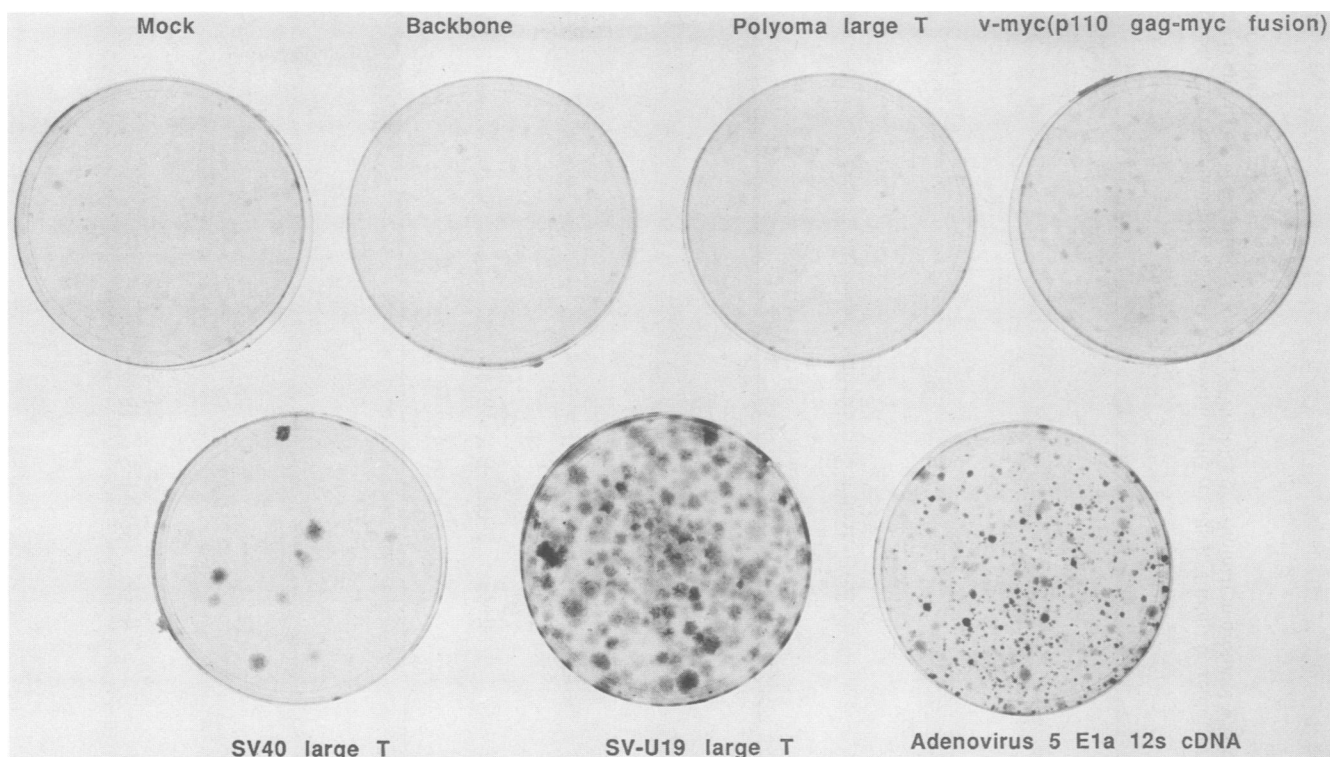 Mock Backbone Polyoma large T v-myc(p110 gag-myc fusion)
SV40 large T SV-U19 large T Adenovirus 5 E1a 12s cDNA